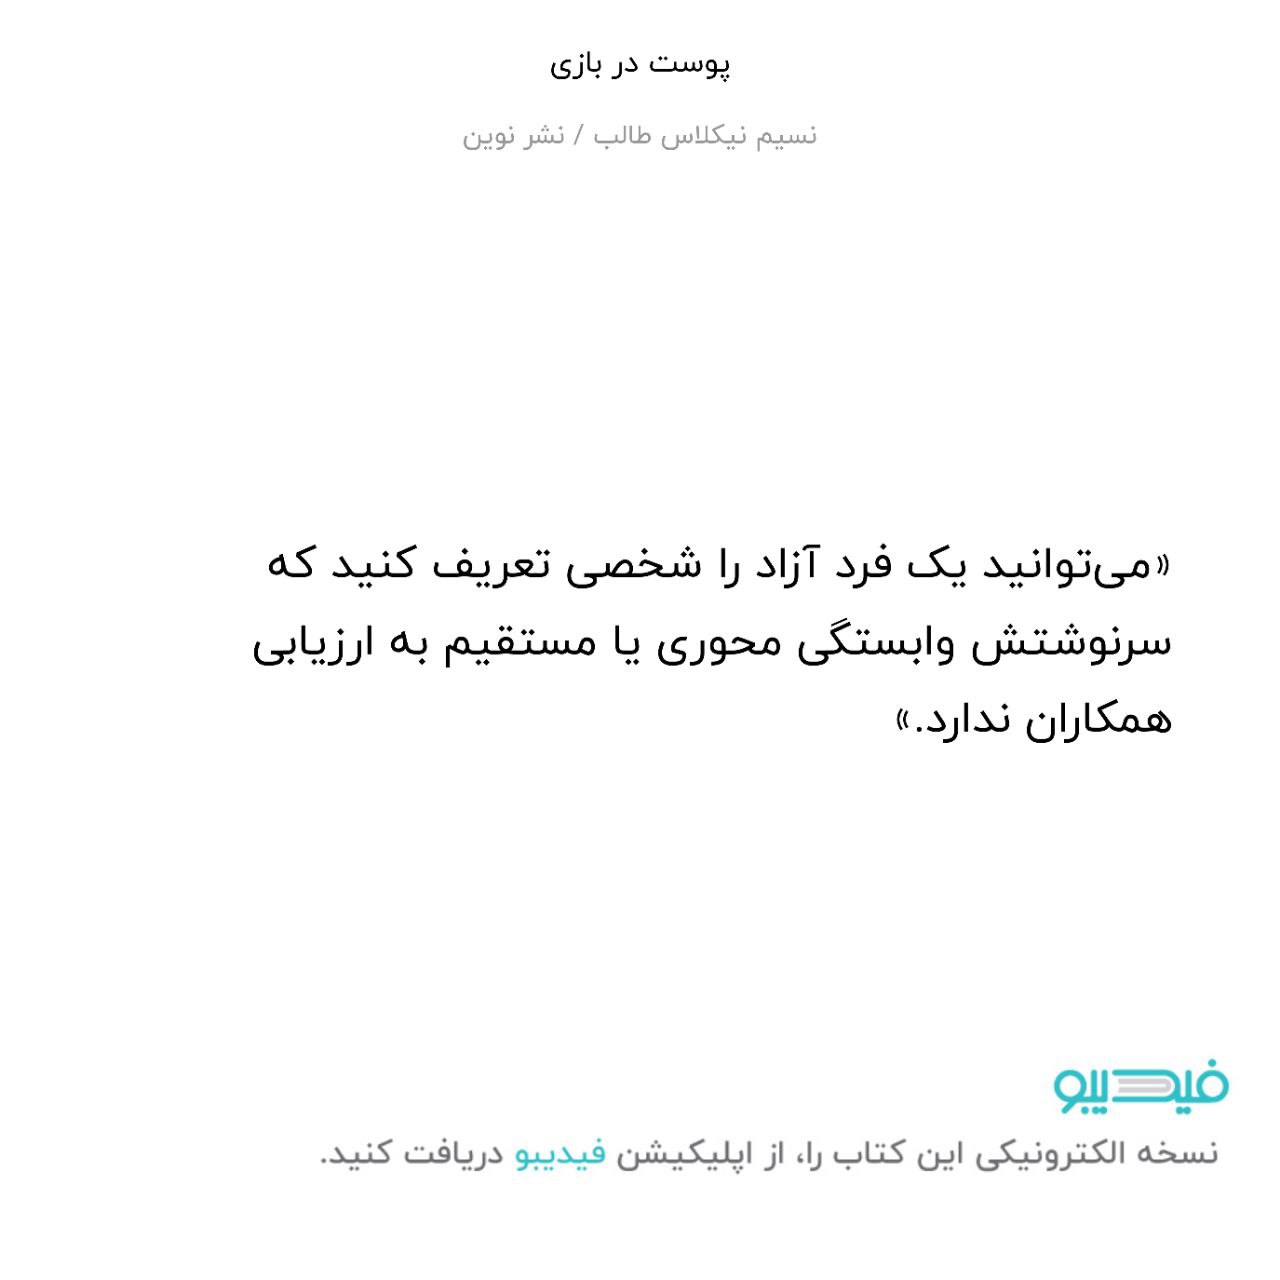 پوست در بازی
نسیم نیکلاس طالب / نشر نوین
«می‌توانید یک فرد آزاد را شخصی تعریف کنید که
سرنوشتش وابستگی محوری یا مستقیم به ارزیابی
همکاران ندارد.»
فیدیبو
نسخه الکترونیکی این کتاب را، از اپلیکیشن فیدیبو دریافت کنید.